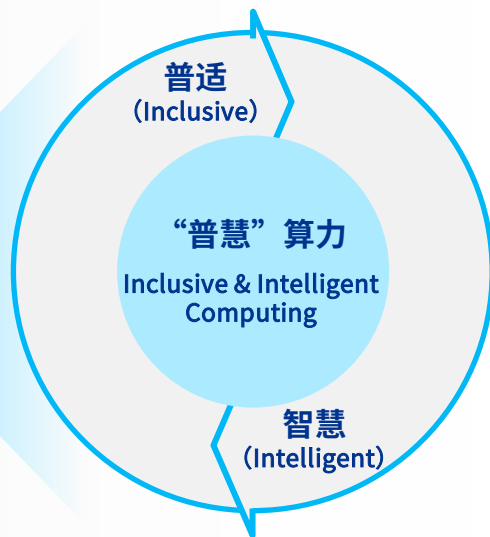 普适
（Inclusive）
“普慧”算力
Inclusive & Intelligent
Computing
智慧
（Intelligent）